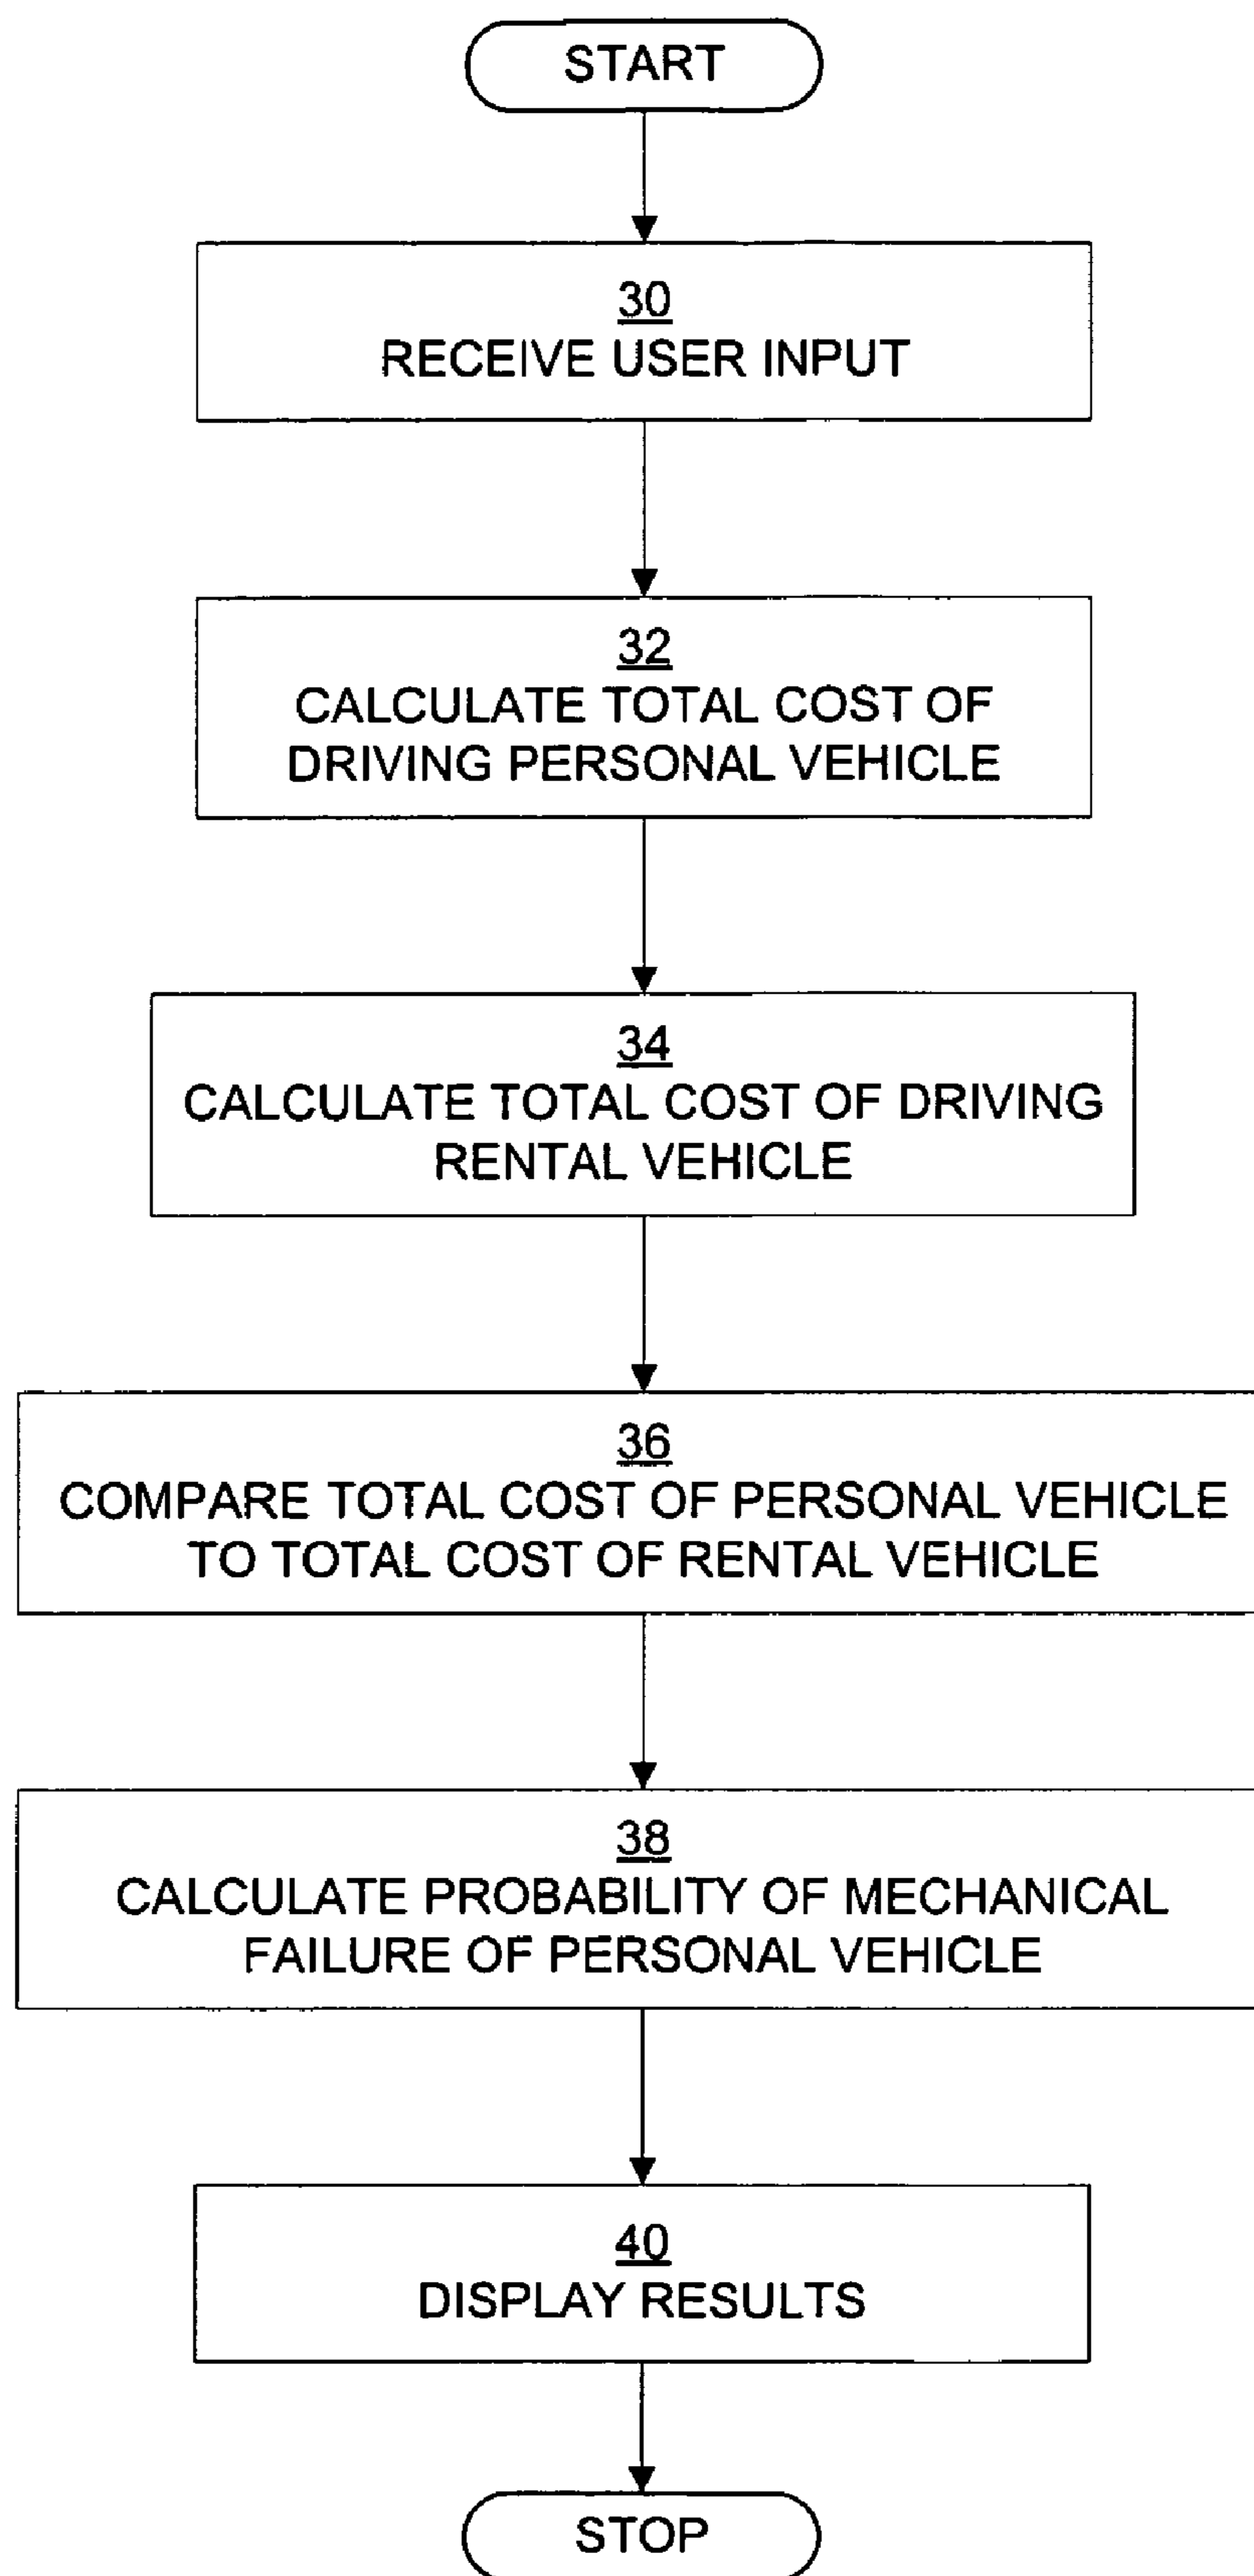 START
30
RECEIVE USER INPUT
32
CALCULATE TOTAL COST OF
DRIVING PERSONAL VEHICLE
34
CALCULATE TOTAL COST OF DRIVING
RENTAL VEHICLE
36
COMPARE TOTAL COST OF PERSONAL VEHICLE
TO TOTAL COST OF RENTAL VEHICLE
38
CALCULATE PROBABILITY OF MECHANICAL
FAILURE OF PERSONAL VEHICLE
40
DISPLAY RESULTS
STOP